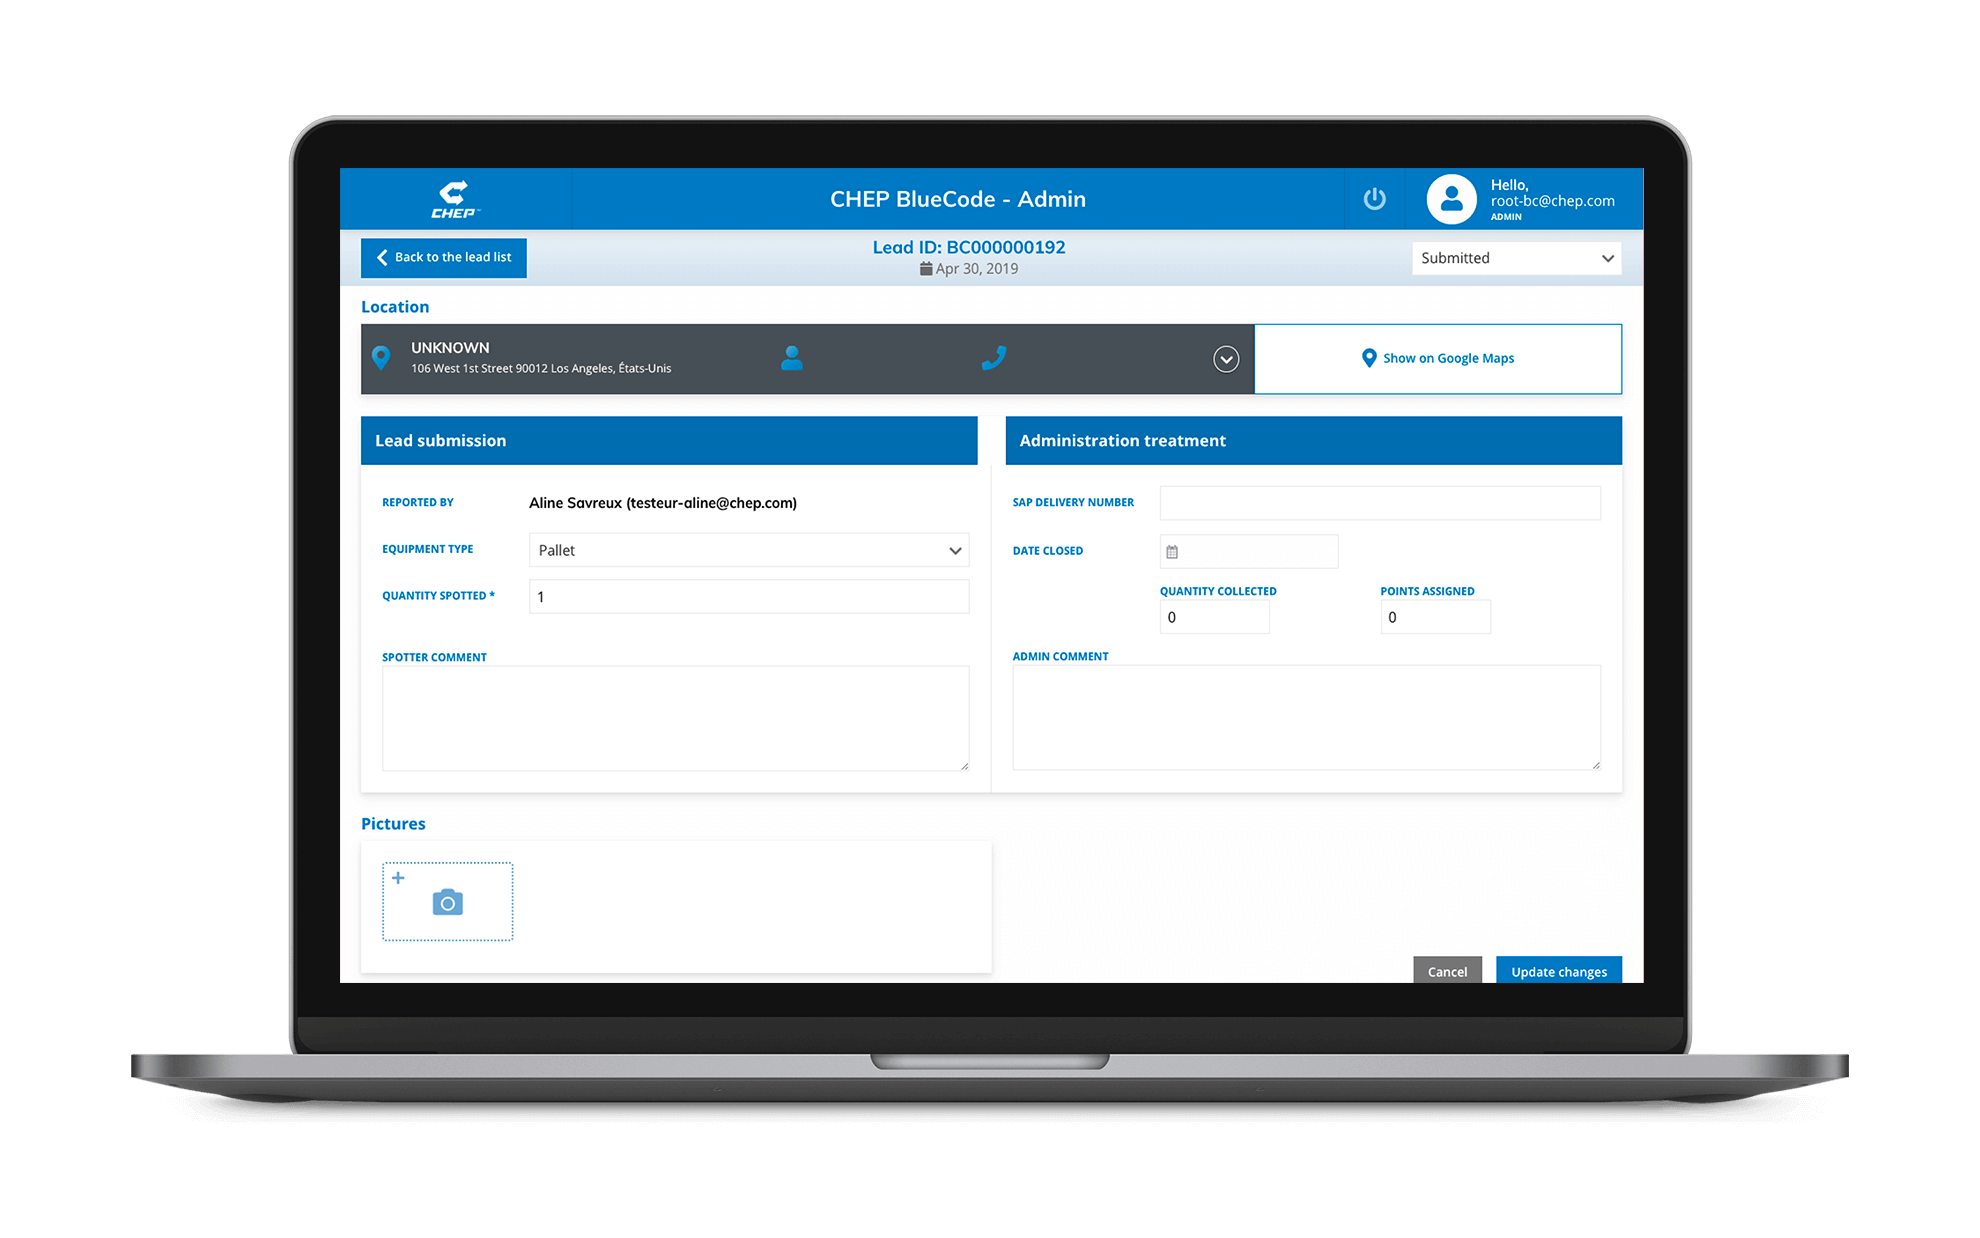 CHEP™
CHEP BlueCode - Admin
Hello,
root-bc@chep.com
ADMIN
Back to the lead list
Lead ID: BC000000192
Apr 30, 2019
Submitted
Location
UNKNOWN
106 West 1st Street 90012 Los Angeles, États-Unis
Show on Google Maps
Lead submission
REPORTED BY
Aline Savreux (testeur-aline@chep.com)
EQUIPMENT TYPE
Pallet
QUANTITY SPOTTED *
1
SPOTTER COMMENT
Administration treatment
SAP DELIVERY NUMBER
DATE CLOSED
QUANTITY COLLECTED
0
POINTS ASSIGNED
0
ADMIN COMMENT
Pictures
Cancel
Update changes